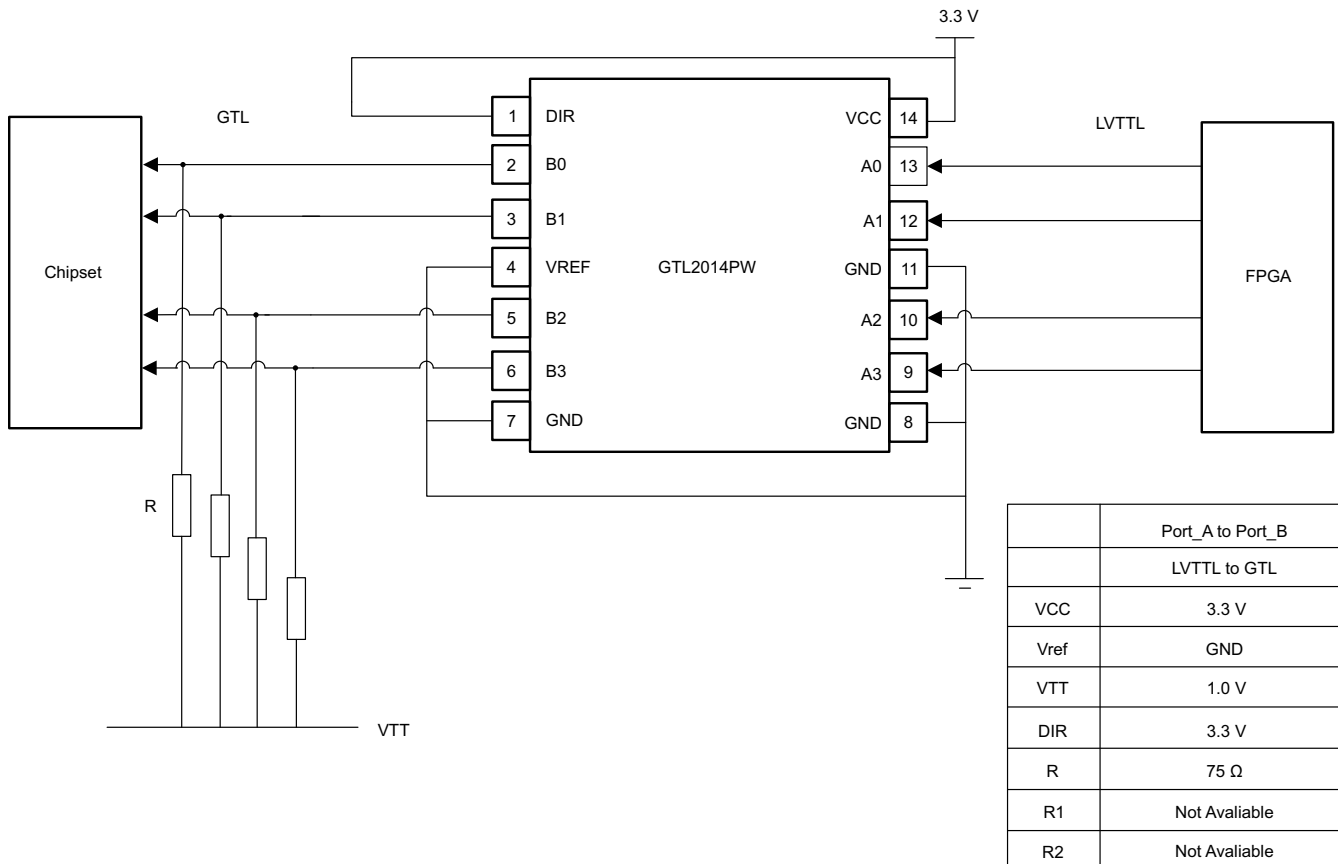 3.3 V
GTL
LVTTL
1 DIR VCC 14
2 B0 A0 13
3 B1 A1 12
4 VREF GND 11
5 B2 A2 10
6 B3 A3 9
7 GND GND 8
Chipset
GTL2014PW
FPGA
R
VTT
Port_A to Port_B
LVTTL to GTL
VCC 3.3 V
Vref GND
VTT 1.0 V
DIR 3.3 V
R 75 Ω
R1 Not Avaliable
R2 Not Avaliable